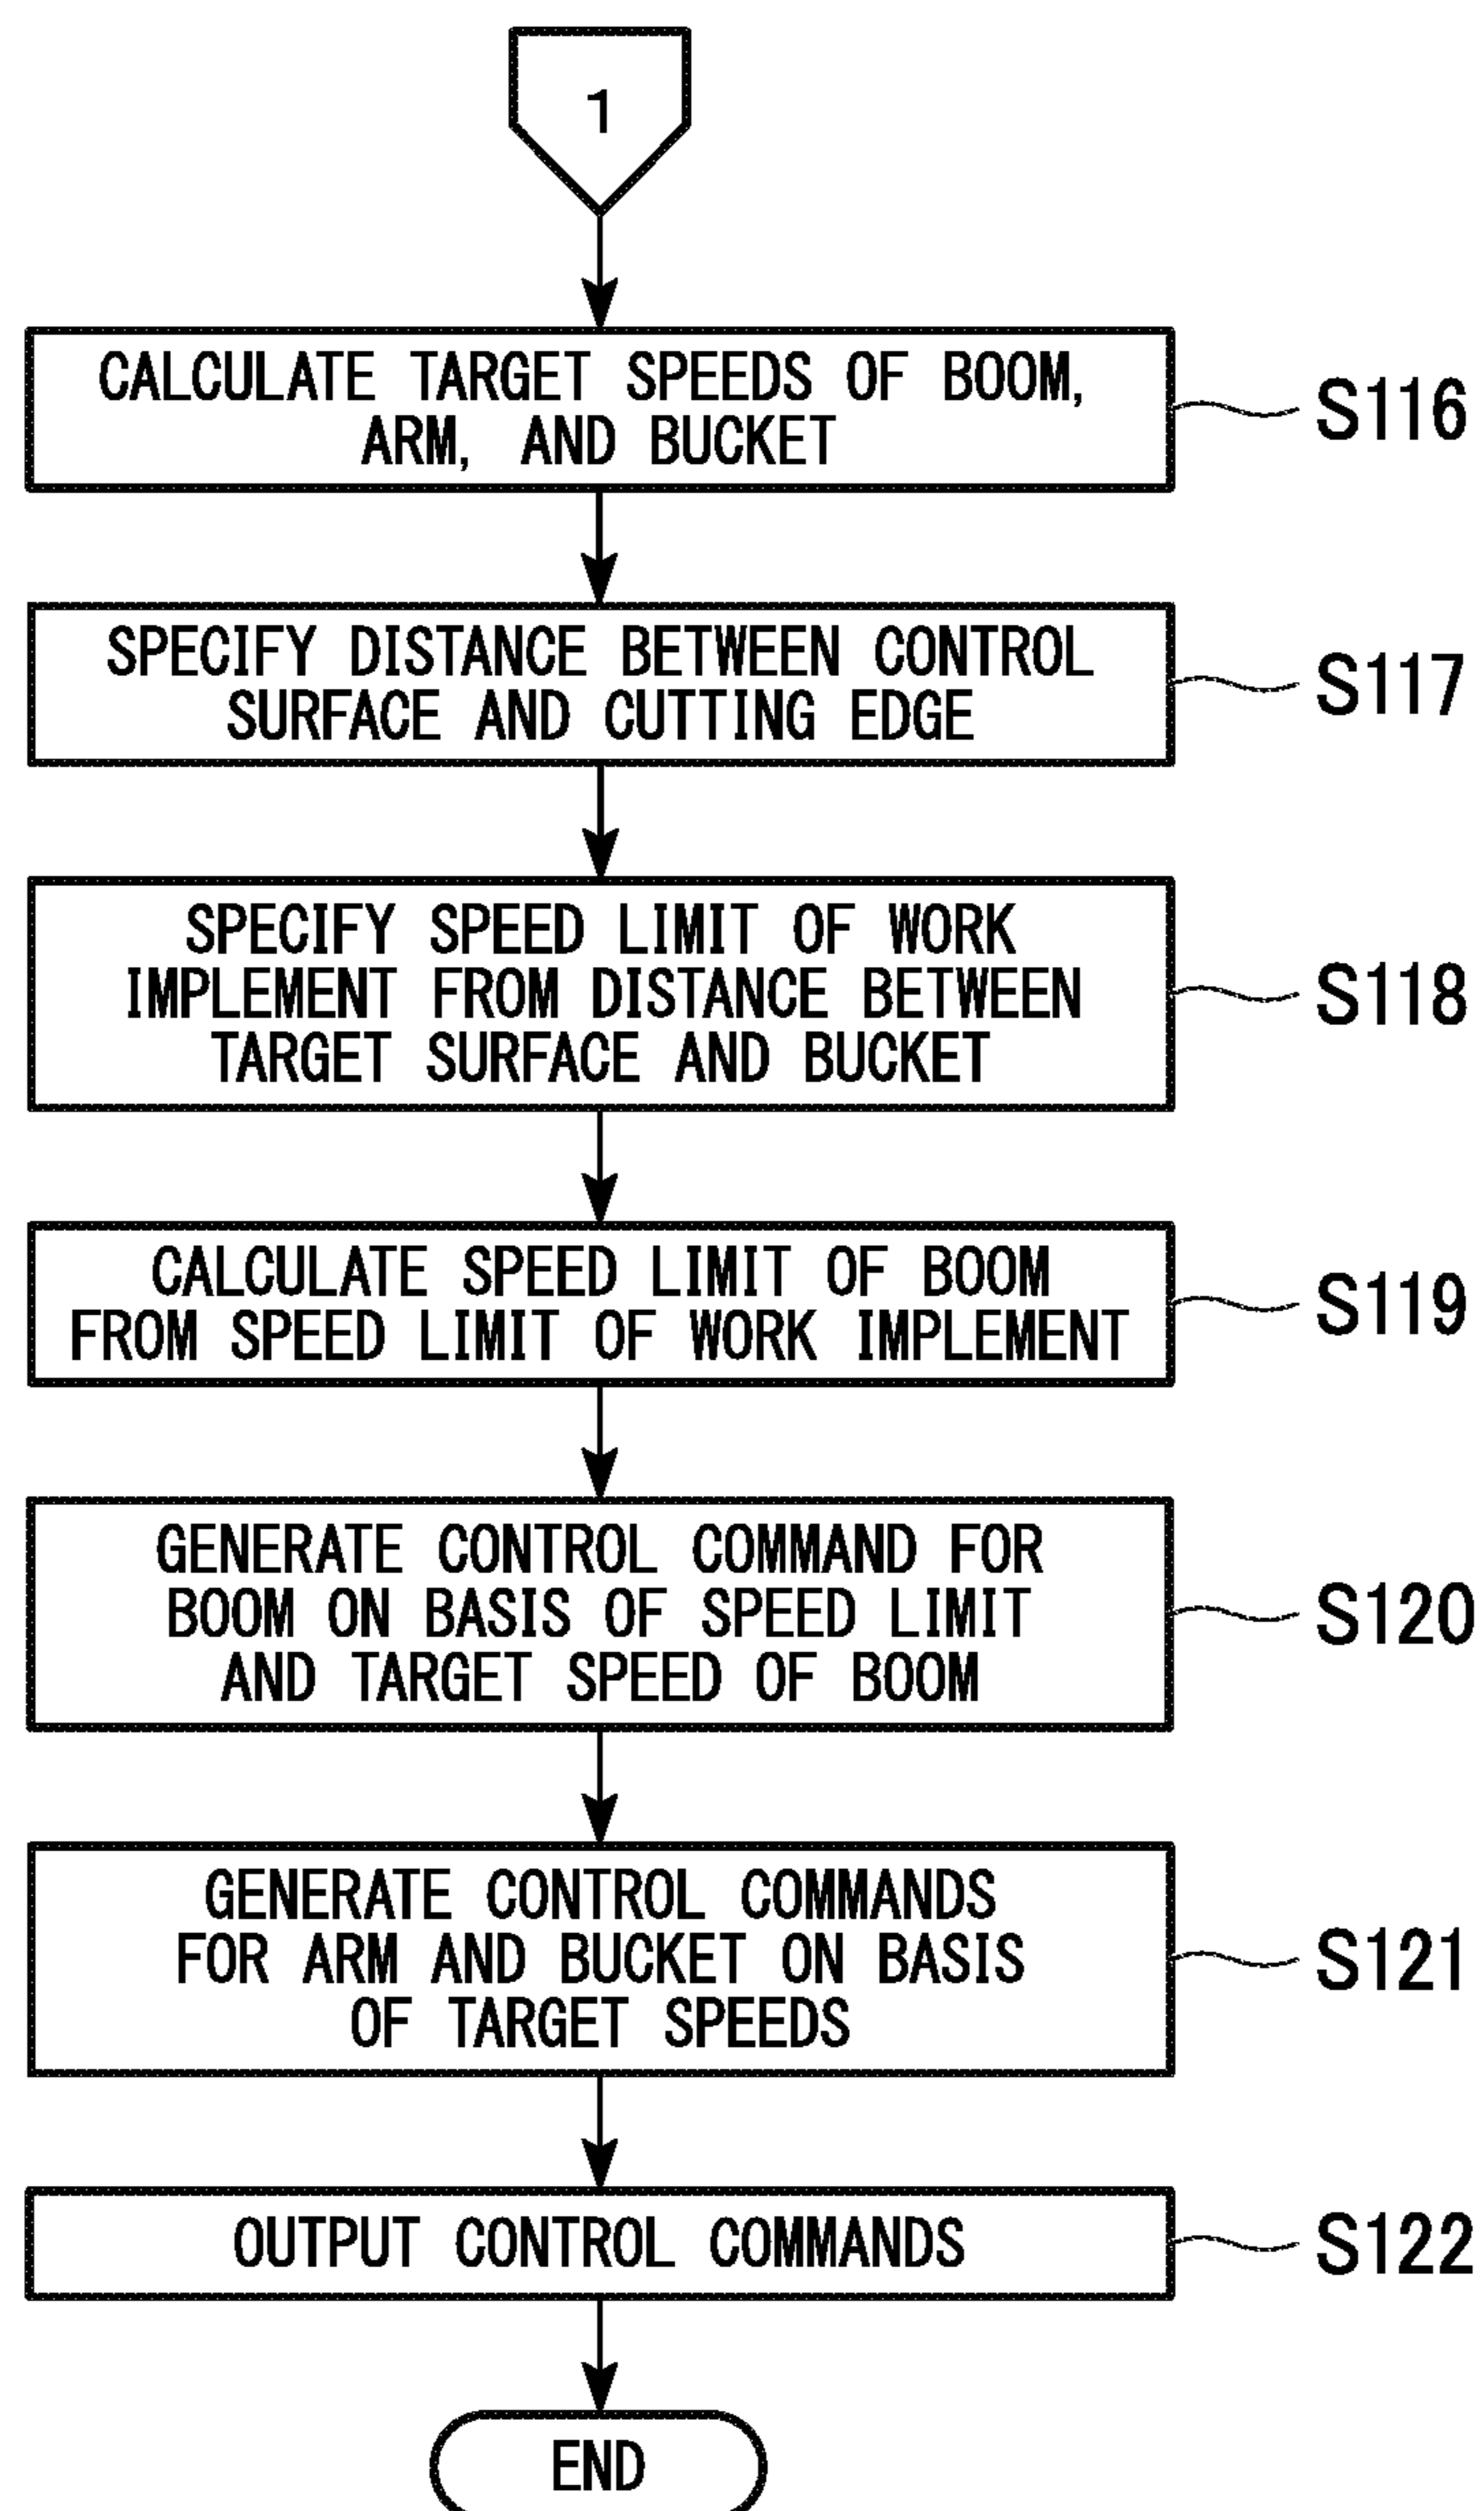 1
CALCULATE TARGET SPEEDS OF BOOM,
ARM, AND BUCKET
S116
SPECIFY DISTANCE BETWEEN CONTROL
SURFACE AND CUTTING EDGE
S117
SPECIFY SPEED LIMIT OF WORK
IMPLEMENT FROM DISTANCE BETWEEN
TARGET SURFACE AND BUCKET
S118
CALCULATE SPEED LIMIT OF BOOM
FROM SPEED LIMIT OF WORK IMPLEMENT
S119
GENERATE CONTROL COMMAND FOR
BOOM ON BASIS OF SPEED LIMIT
AND TARGET SPEED OF BOOM
S120
GENERATE CONTROL COMMANDS
FOR ARM AND BUCKET ON BASIS
OF TARGET SPEEDS
S121
OUTPUT CONTROL COMMANDS
S122
END